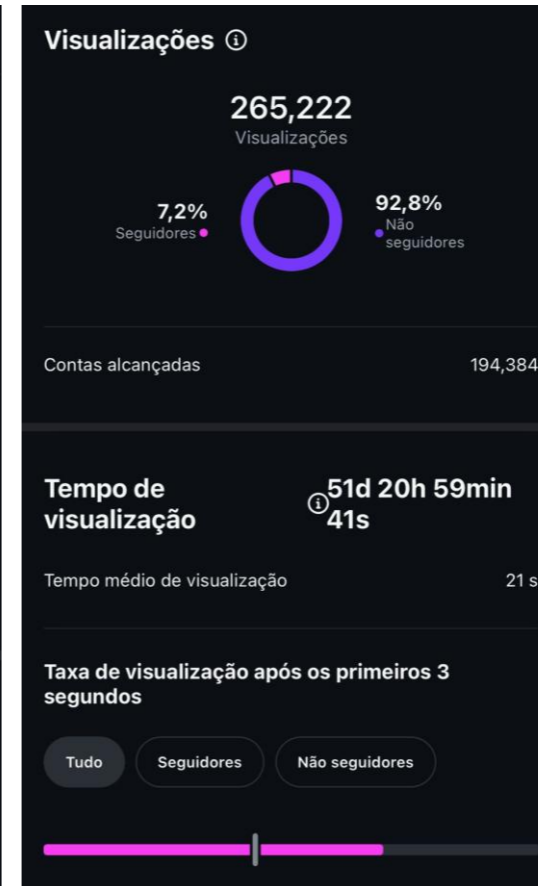 Visualizações
265,222
Visualizações
7,2%
Seguidores
92,8%
Não
seguidores
Contas alcançadas 194,384
Tempo de
visualização
51d 20h 59min
41s
Tempo médio de visualização 21 s
Taxa de visualização após os primeiros 3
segundos
Tudo Seguidores Não seguidores